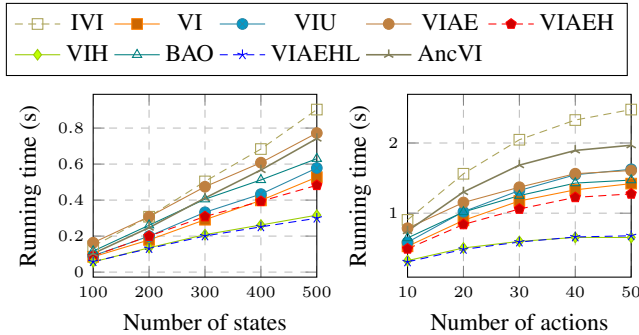 IVI VI VIU VIAE VIAEH
VIH BAO VIAEHL AncVI
Running time (s)
0.8
0.6
0.4
0.2
0
100 200 300 400 500
Number of states
Running time (s)
2
1
10 20 30 40 50
Number of actions